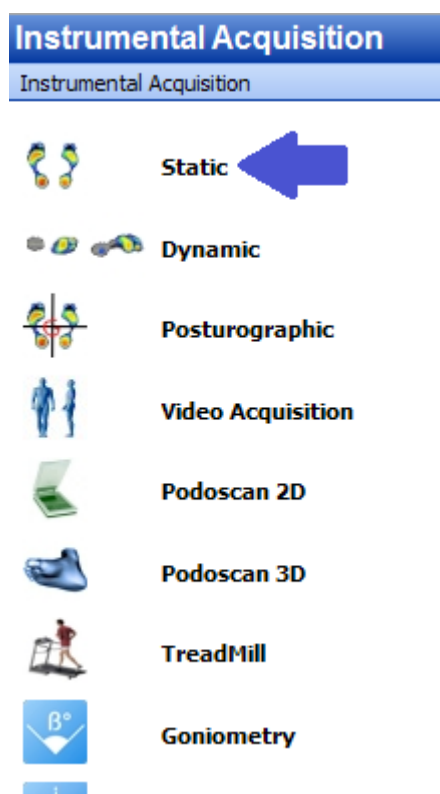 Instrumental Acquisition
Instrumental Acquisition
Static
Dynamic
Posturographic
Video Acquisition
Podoscan 2D
Podoscan 3D
TreadMill
β°
Goniometry